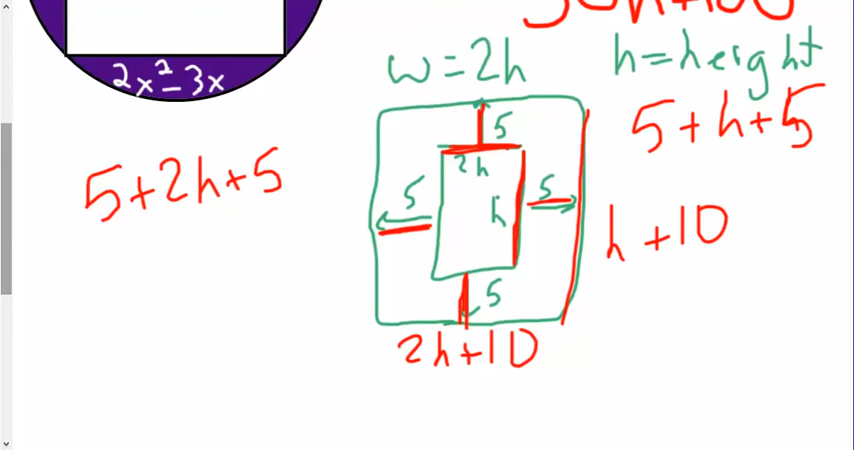 2x² - 3x
w = 2h
h = height
5 + h + 5
5 + 2h + 5
5
2h
5
h
5
h + 10
5
2h + 10